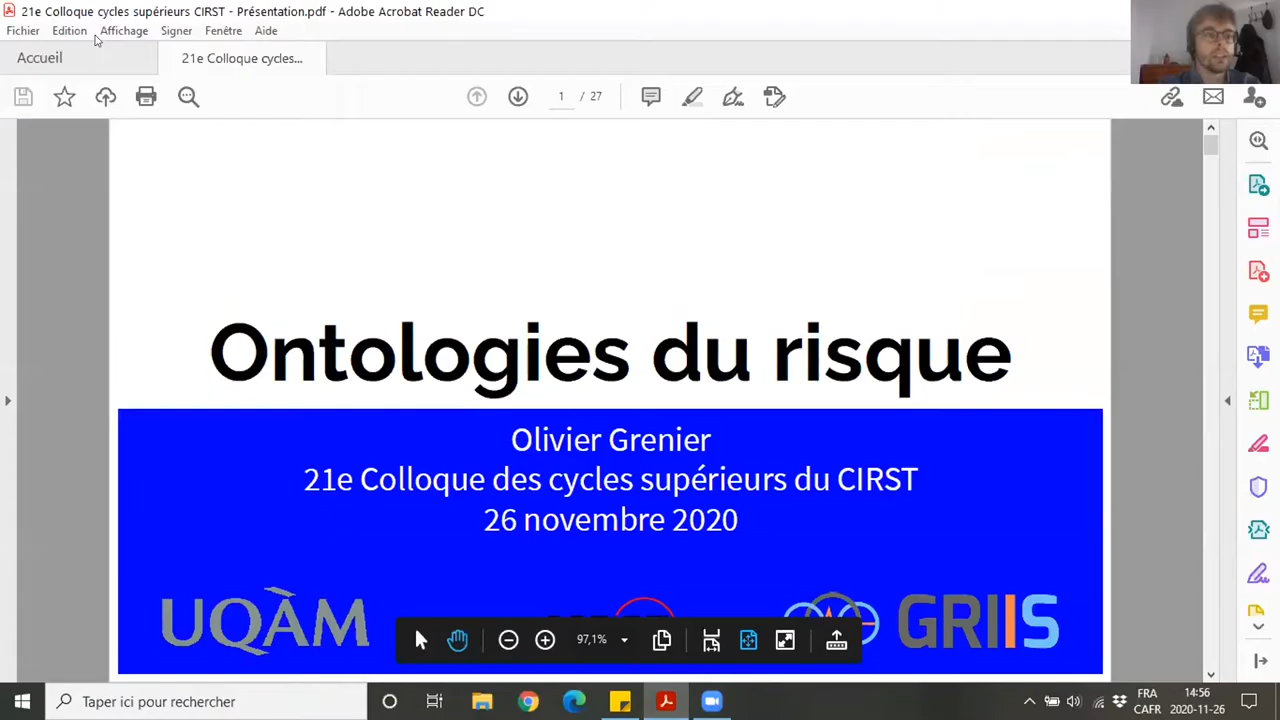 21e Colloque cycles supérieurs CIRST - Présentation.pdf - Adobe Acrobat Reader DC
Fichier Edition Affichage Signer Fenêtre Aide
Accueil
21e Colloque cycles...
1 / 27
Ontologies du risque
Olivier Grenier
21e Colloque des cycles supérieurs du CIRST
26 novembre 2020
UQÀM
GRIIS
97,1%
Taper ici pour rechercher
FRA
CAFR
14:56
2020-11-26